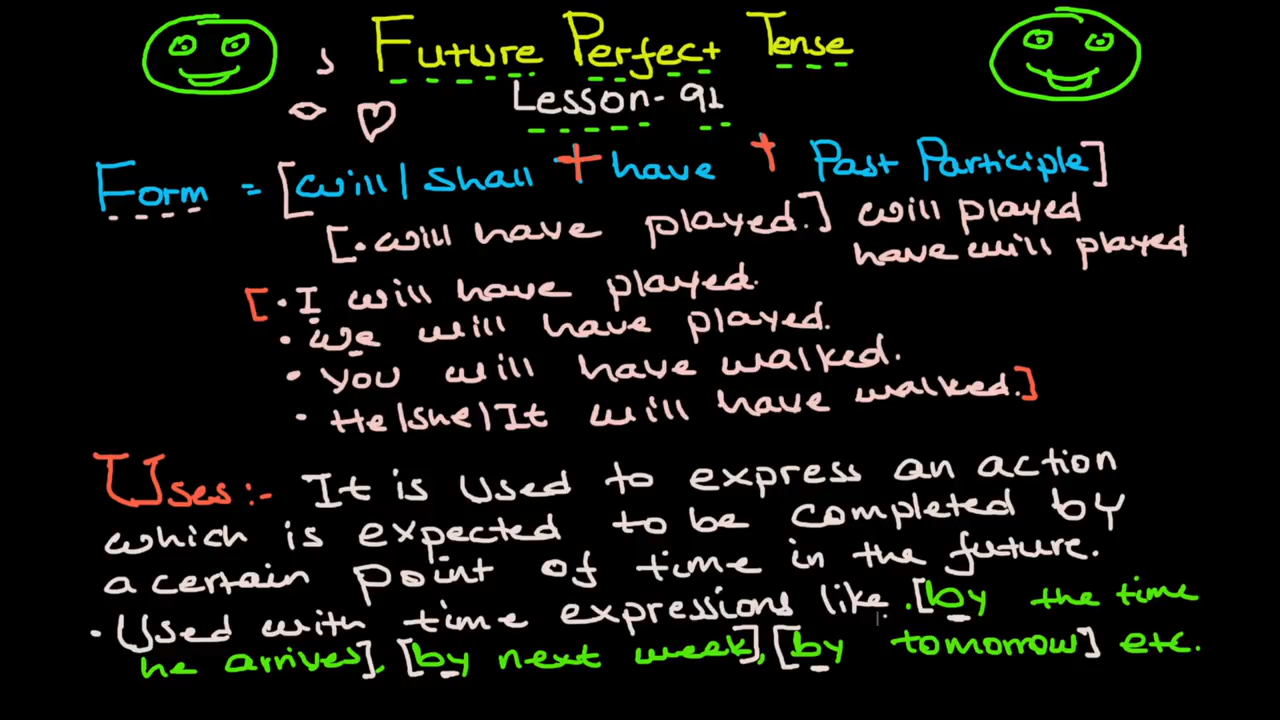 Future Perfect Tense
Lesson-91
Form = [will/shall + have + Past Participle]
[.will have played.] will played
have will played
[• I will have played.
• We will have played.
• You will have walked.
• He/She/It will have walked.]
Uses:- It is used to express an action
which is expected to be completed by
a certain point of time in the future.
• Used with time expressions like .[by the time
he arrives], [by next week], [by tomorrow] etc.